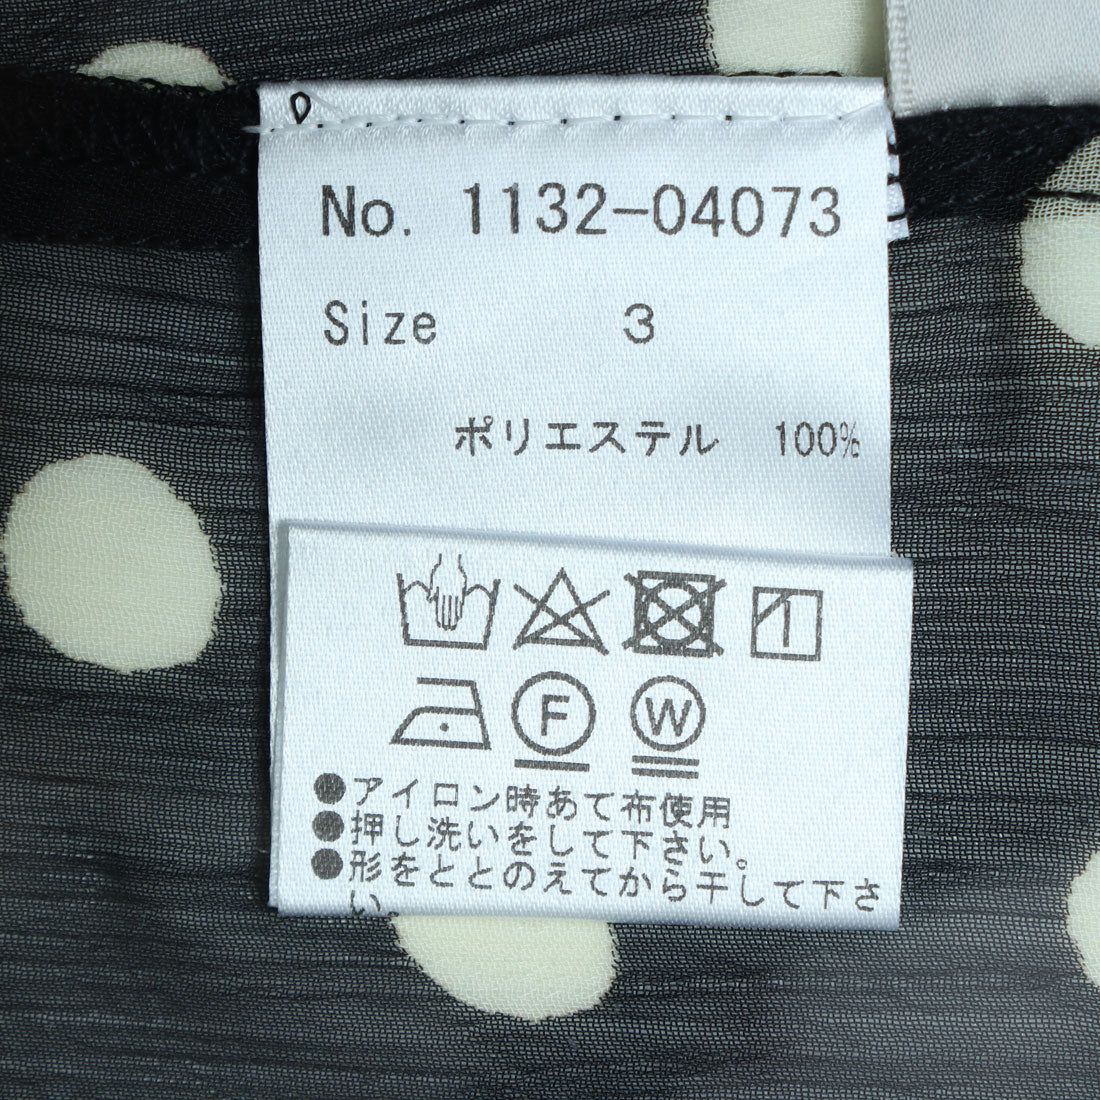 No. 1132-04073
Size 3
ポリエステル 100%
F W
●アイロン時あて布使用
●押し洗いをして下さい。
●形をととのえてから干して下さ
い。